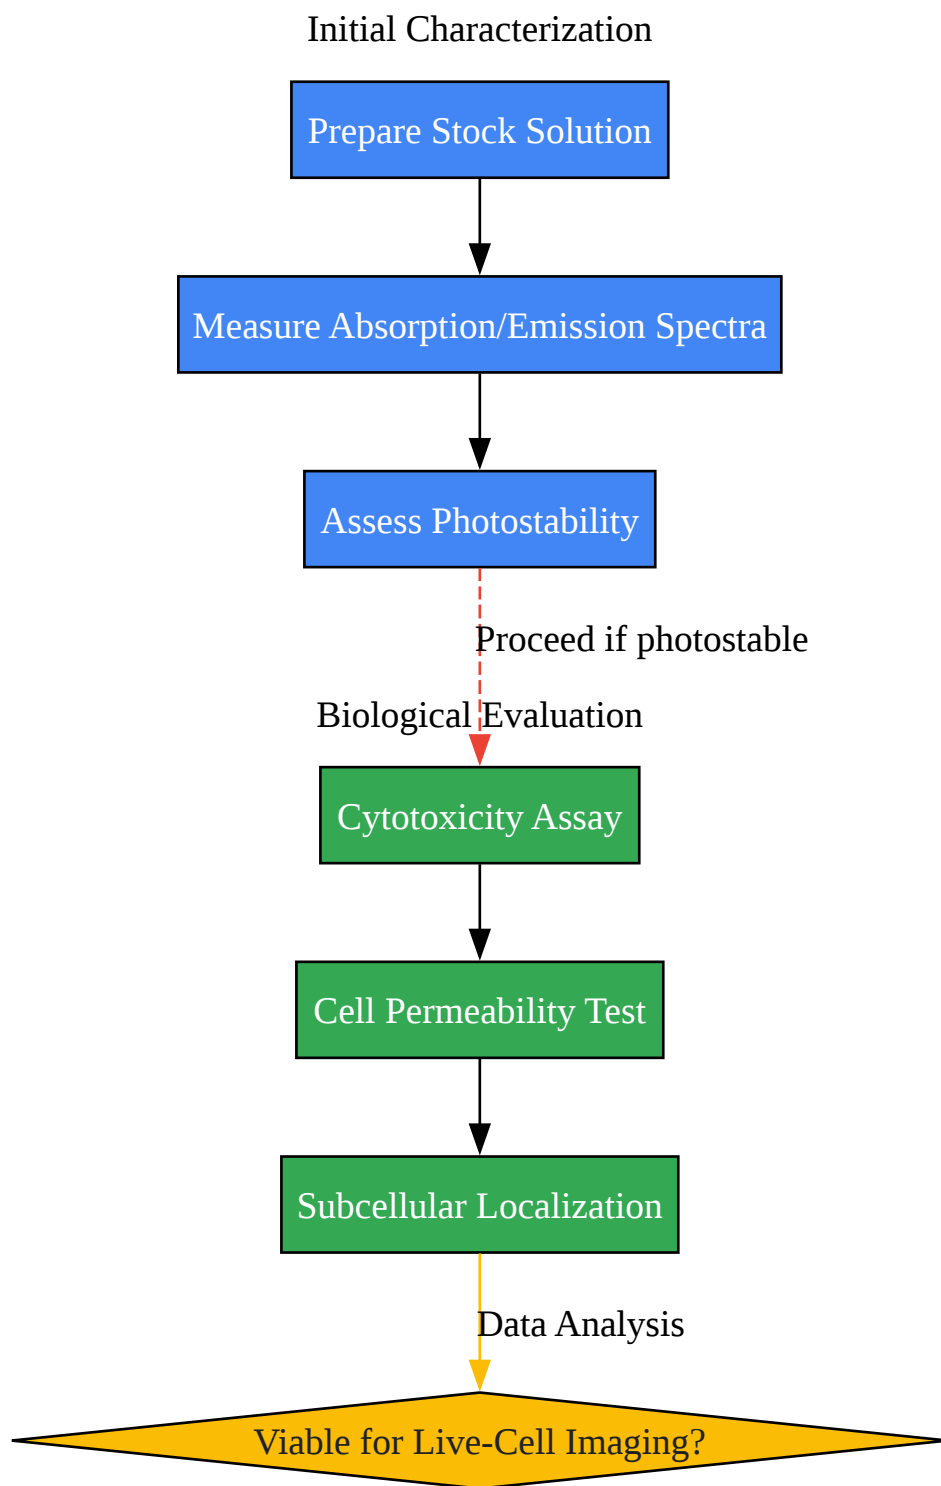 Initial Characterization
Prepare Stock Solution
Measure Absorption/Emission Spectra
Assess Photostability
Proceed if photostable
Biological Evaluation
Cytotoxicity Assay
Cell Permeability Test
Subcellular Localization
Data Analysis
Viable for Live-Cell Imaging?